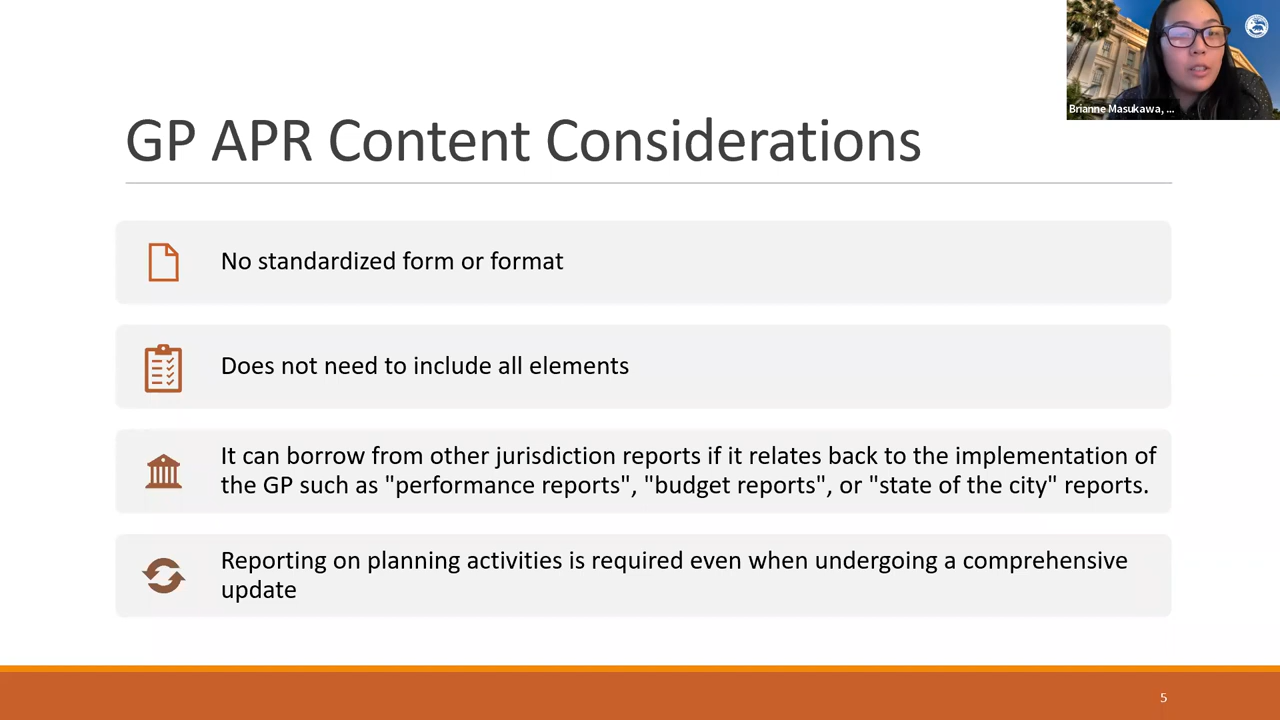 Brianne Masukawa, ...
GP APR Content Considerations
No standardized form or format
Does not need to include all elements
It can borrow from other jurisdiction reports if it relates back to the implementation of
the GP such as "performance reports", "budget reports", or "state of the city" reports.
Reporting on planning activities is required even when undergoing a comprehensive
update
5